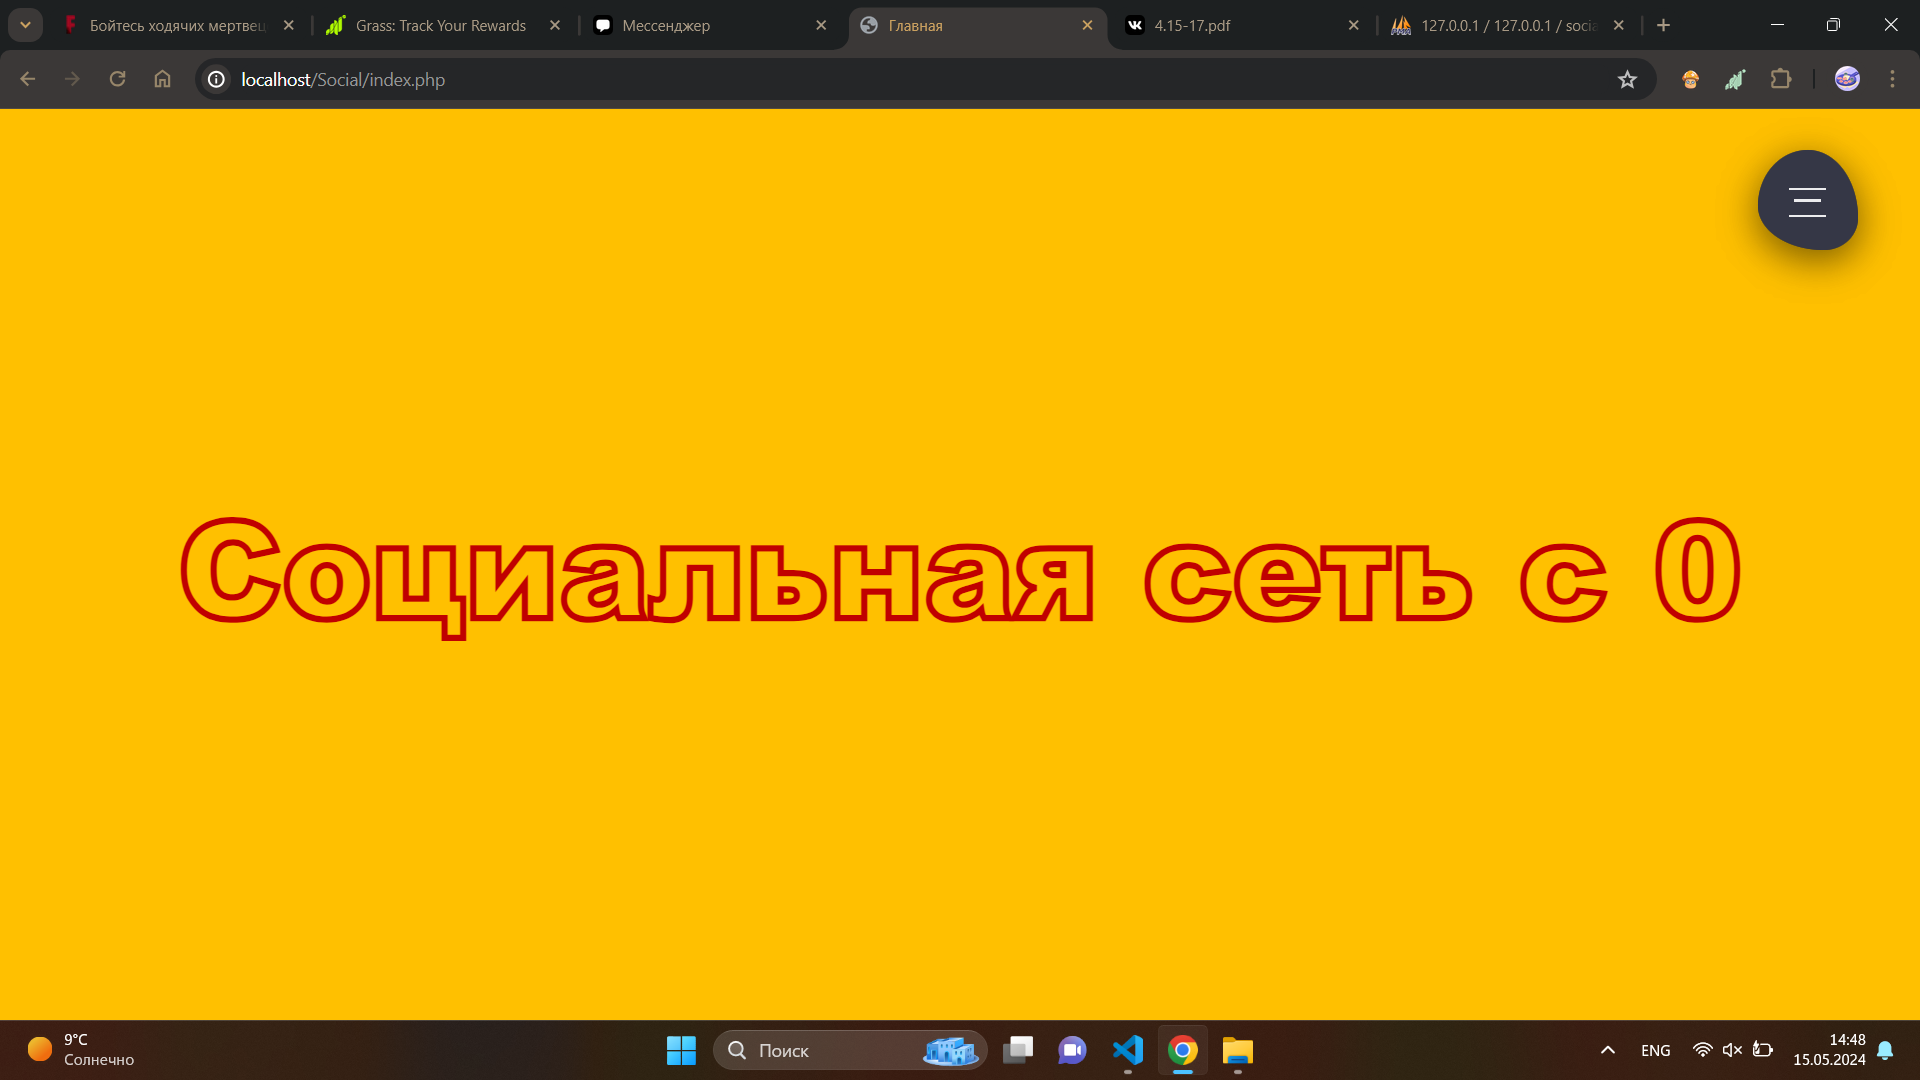 Бойтесь ходячих мертвец
Grass: Track Your Rewards
Мессенджер
Главная
4.15-17.pdf
127.0.0.1 / 127.0.0.1 / socia
localhost/Social/index.php
Социальная сеть с 0
9°C
Солнечно
Поиск
ENG
14:48
15.05.2024